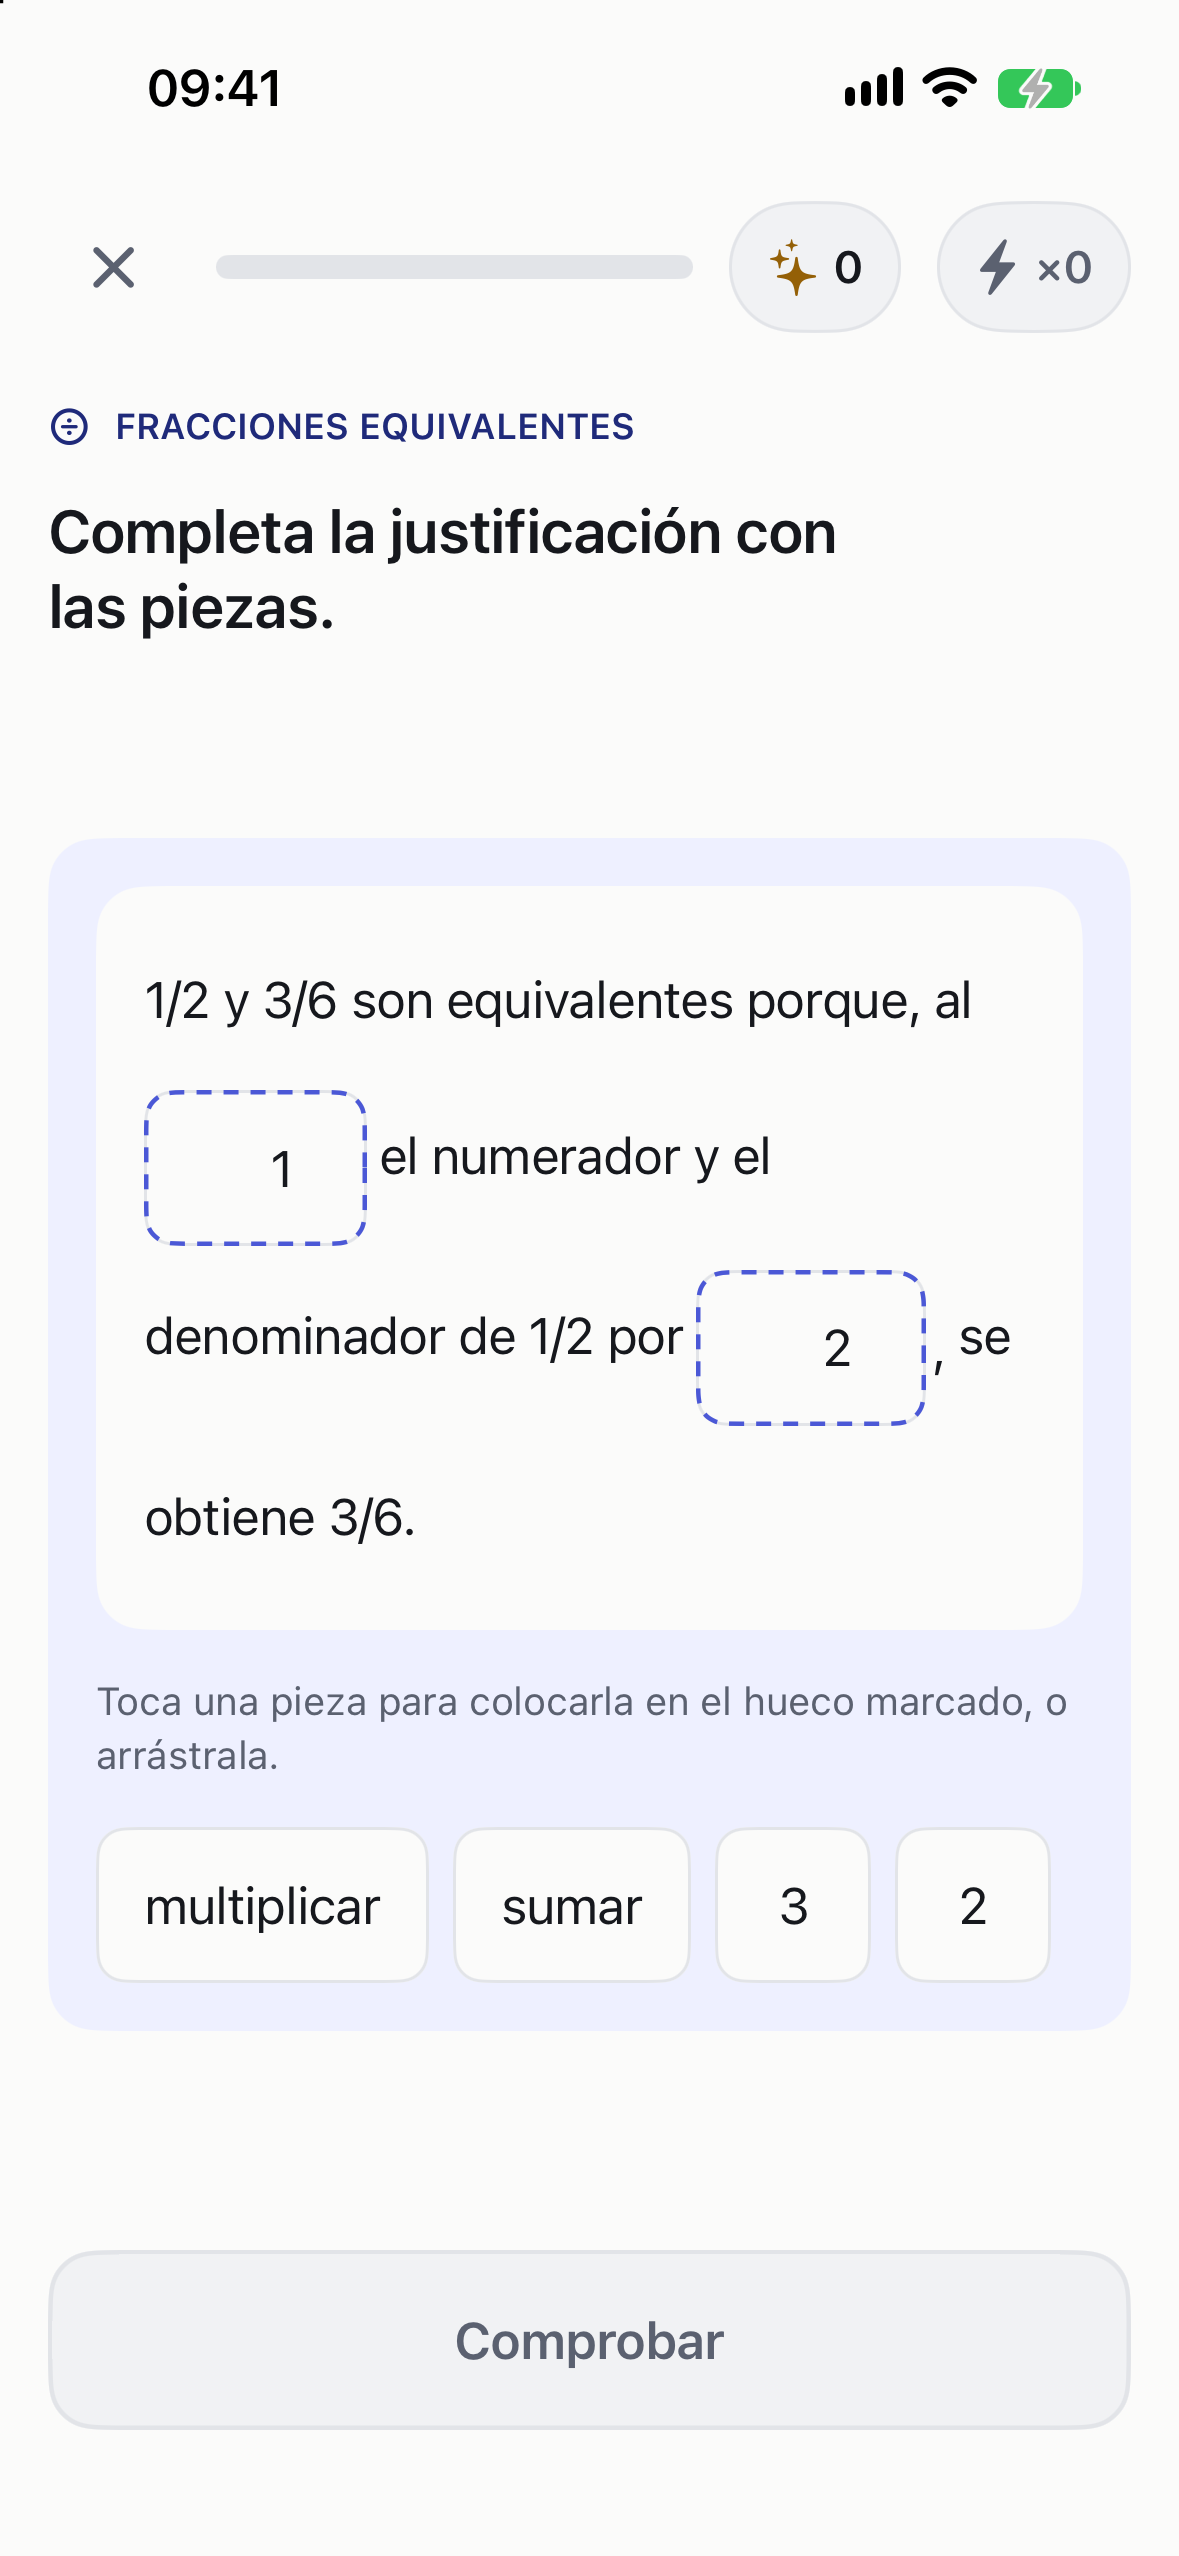 09:41
0
×0
FRACCIONES EQUIVALENTES
Completa la justificación con
las piezas.
1/2 y 3/6 son equivalentes porque, al
1 el numerador y el
denominador de 1/2 por 2 , se
obtiene 3/6.
Toca una pieza para colocarla en el hueco marcado, o
arrástrala.
multiplicar sumar 3 2
Comprobar